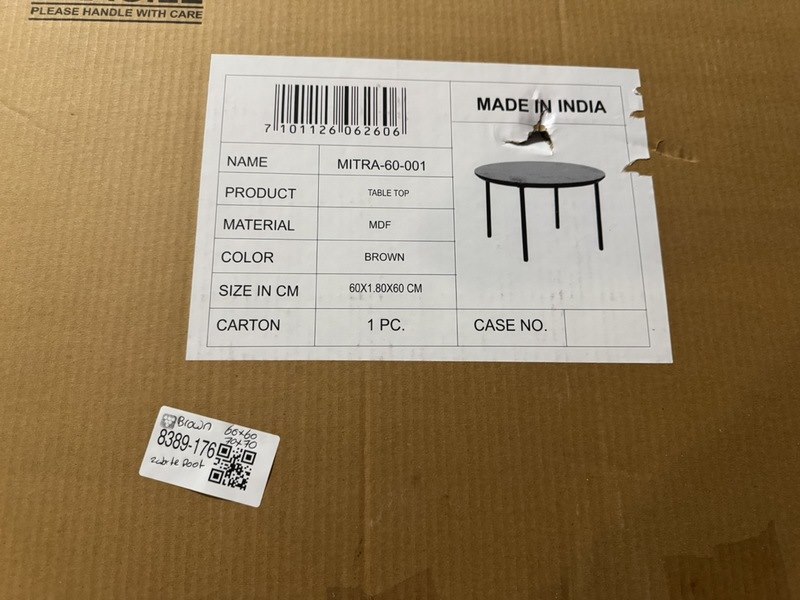 PLEASE HANDLE WITH CARE
7 101126 062606
MADE IN INDIA
NAME MITRA-60-001
PRODUCT TABLE TOP
MATERIAL MDF
COLOR BROWN
SIZE IN CM 60X1.80X60 CM
CARTON 1 PC. CASE NO.
Brown 60x60
70x70
8389-176